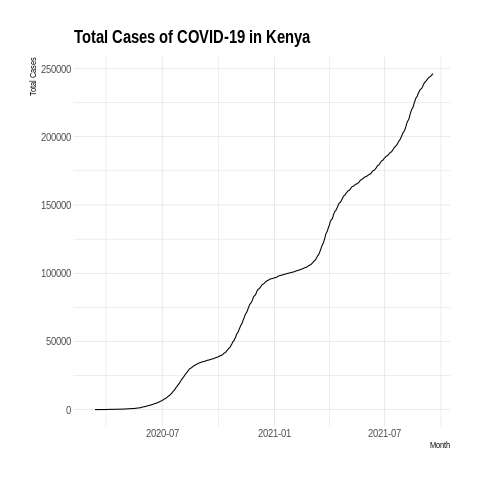 Total Cases of COVID-19 in Kenya
Total Cases
250000
200000
150000
100000
50000
0
2020-07 2021-01 2021-07
Month